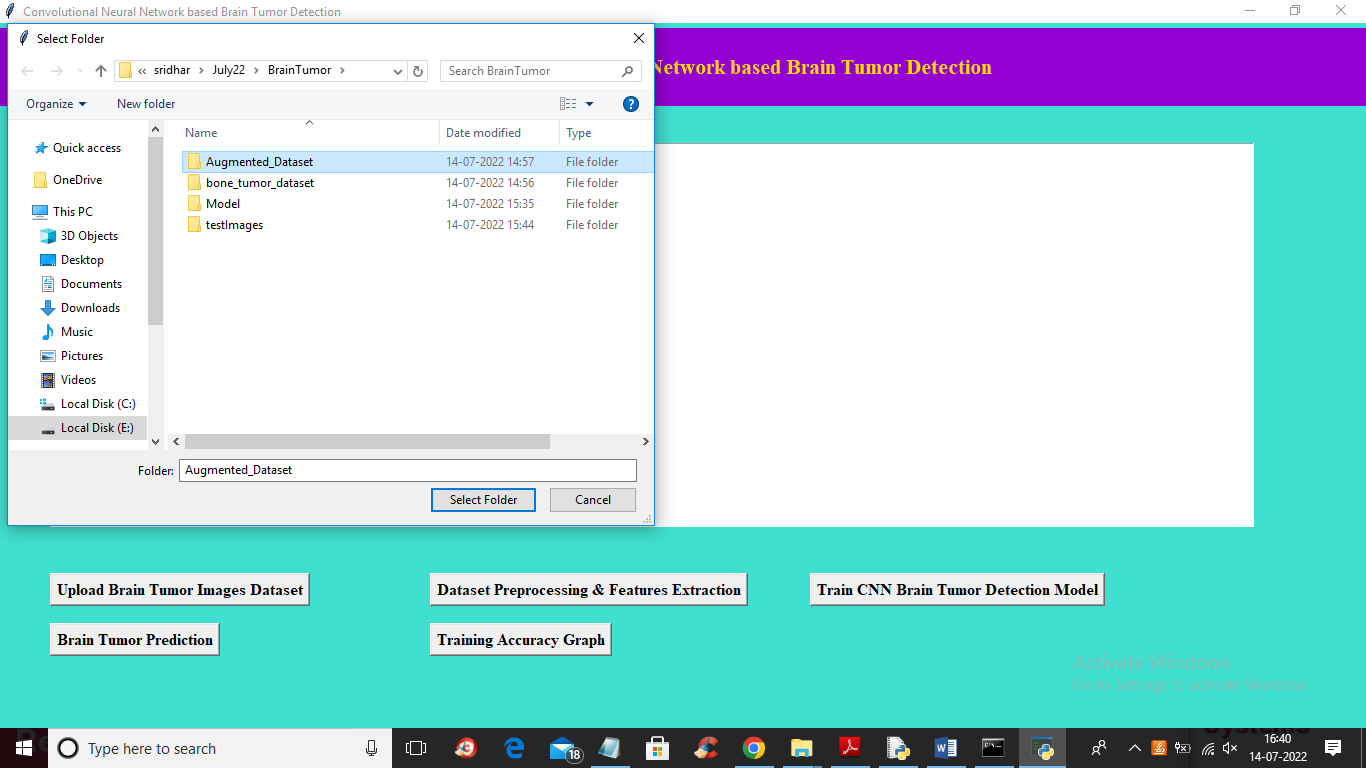 Convolutional Neural Network based Brain Tumor Detection
Select Folder
« sridhar > July22 > BrainTumor >
Search BrainTumor
Network based Brain Tumor Detection
Organize
New folder
?
Name Date modified Type
Quick access
OneDrive
This PC
3D Objects
Desktop
Documents
Downloads
Music
Pictures
Videos
Local Disk (C:)
Local Disk (E:)
Augmented_Dataset 14-07-2022 14:57 File folder
bone_tumor_dataset 14-07-2022 14:56 File folder
Model 14-07-2022 15:35 File folder
testImages 14-07-2022 15:44 File folder
Folder: Augmented_Dataset
Select Folder Cancel
Upload Brain Tumor Images Dataset
Dataset Preprocessing & Features Extraction
Train CNN Brain Tumor Detection Model
Brain Tumor Prediction
Training Accuracy Graph
Activate Windows
Go to Settings to activate Windows.
Type here to search
18
16:40
14-07-2022